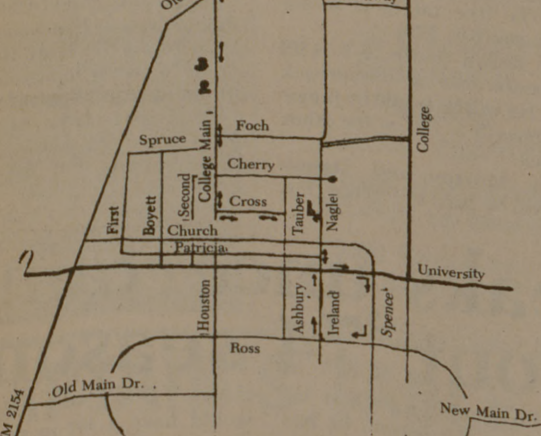 Foch
Spruce
College Main
College
Cherry
Second
Cross
First
Boyett
Tauber
Nagle
Church
Patricia
University
Houston
Ashbury
Ireland
Spence
Ross
Old Main Dr.
M 2154
New Main Dr.